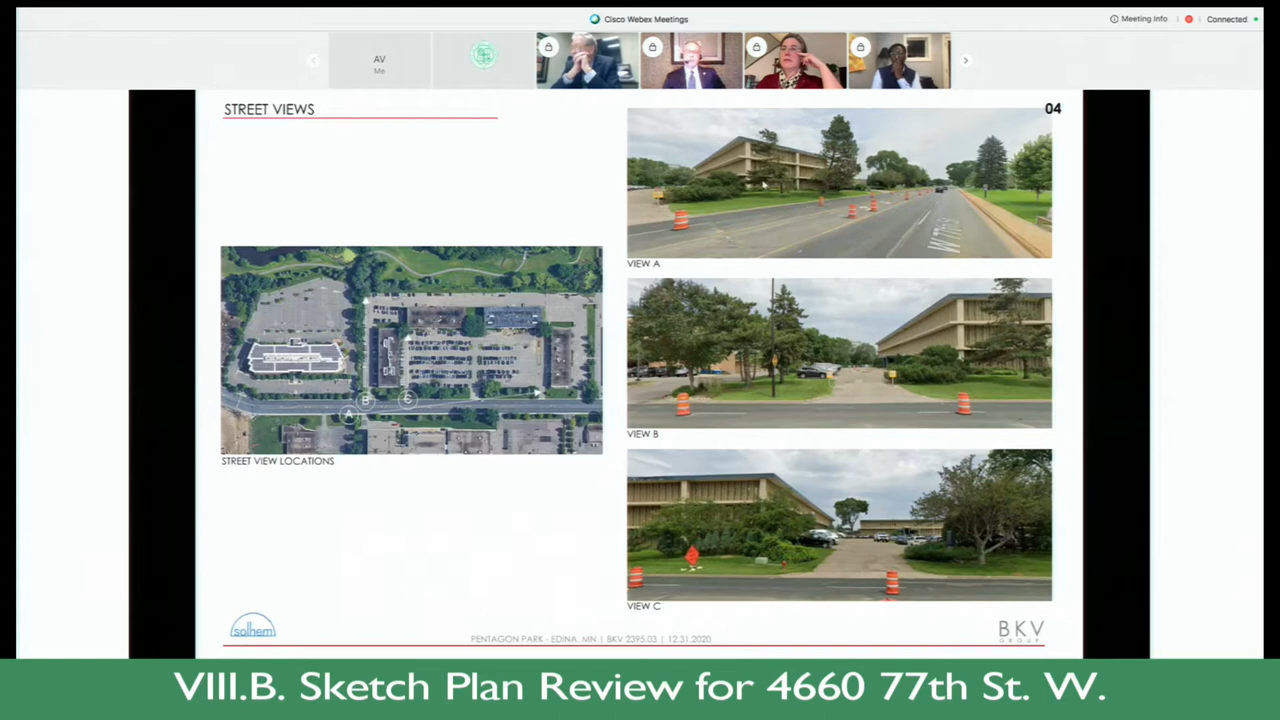 Cisco Webex Meetings
Meeting Info
Connected
AV
Me
STREET VIEWS
04
W 77th St
VIEW A
A
B
C
STREET VIEW LOCATIONS
VIEW B
VIEW C
solhem
PENTAGON PARK - EDINA, MN | BKV 2395.03 | 12.31.2020
BKV
GROUP
VIII.B. Sketch Plan Review for 4660 77th St. W.